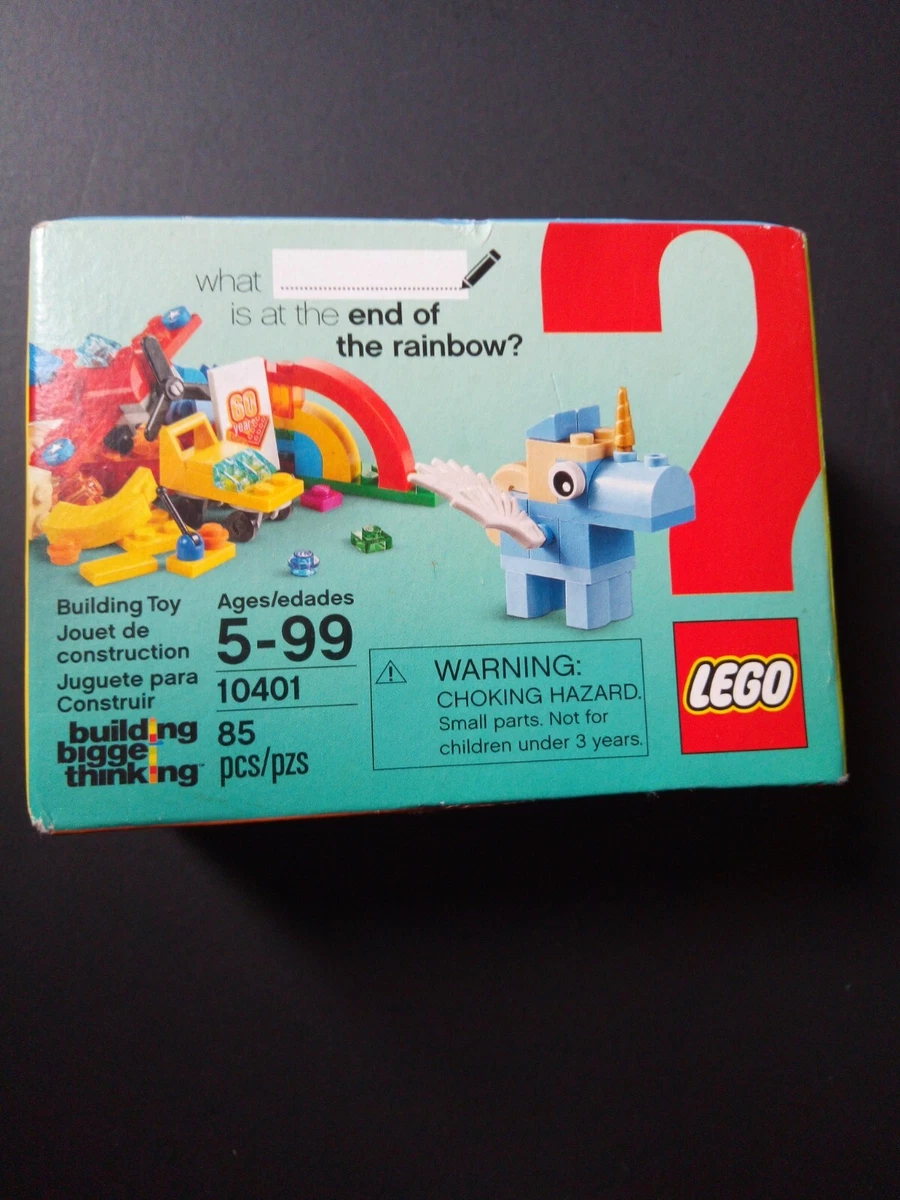 what
is at the end of
the rainbow?
60
years
Building Toy
Jouet de
construction
Juguete para
Construir
building
bigger
thinking™
Ages/edades
5-99
10401
85
pcs/pzs
WARNING:
CHOKING HAZARD.
Small parts. Not for
children under 3 years.
?
LEGO